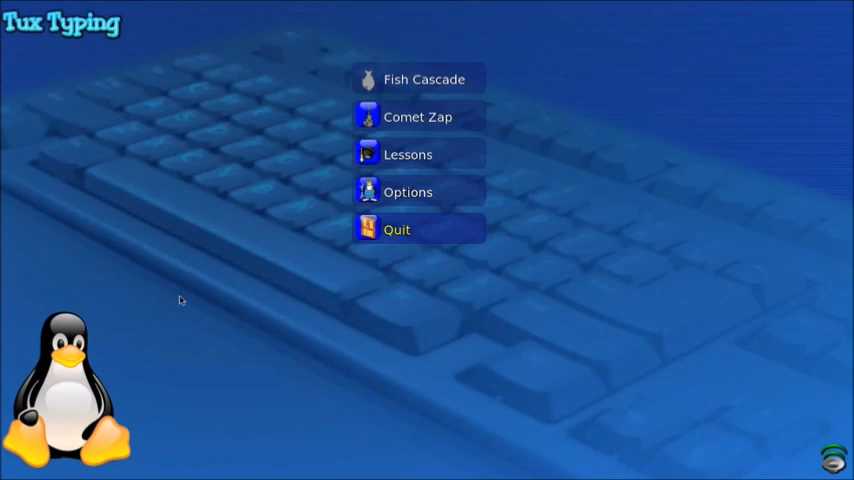 Tux Typing
Fish Cascade
Comet Zap
Lessons
Options
Quit